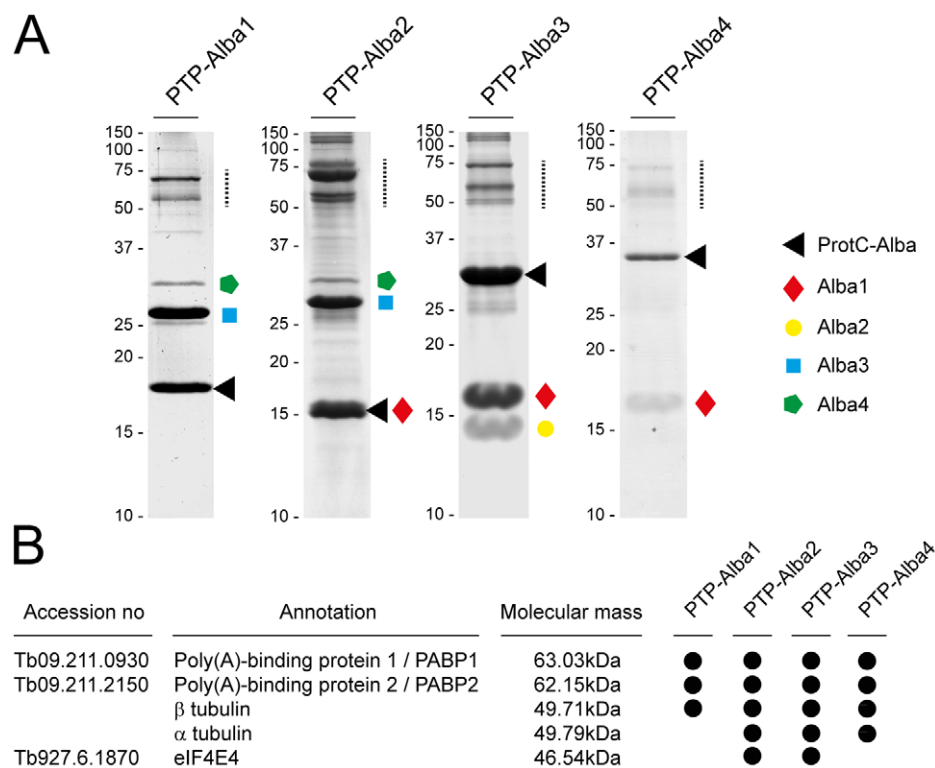 A
PTP-Alba1
PTP-Alba2
PTP-Alba3
PTP-Alba4
150 -
100 -
75 -
50 -
37 -
25 -
20 -
15 -
10 -
150 -
100 -
75 -
50 -
37 -
25 -
20 -
15 -
10 -
150 -
100 -
75 -
50 -
37 -
25 -
20 -
15 -
10 -
150 -
100 -
75 -
50 -
37 -
25 -
20 -
15 -
10 -
ProtC-Alba
Alba1
Alba2
Alba3
Alba4
B
PTP-Alba1
PTP-Alba2
PTP-Alba3
PTP-Alba4
Accession no Annotation Molecular mass
Tb09.211.0930 Poly(A)-binding protein 1 / PABP1 63.03kDa
Tb09.211.2150 Poly(A)-binding protein 2 / PABP2 62.15kDa
β tubulin 49.71kDa
α tubulin 49.79kDa
Tb927.6.1870 eIF4E4 46.54kDa